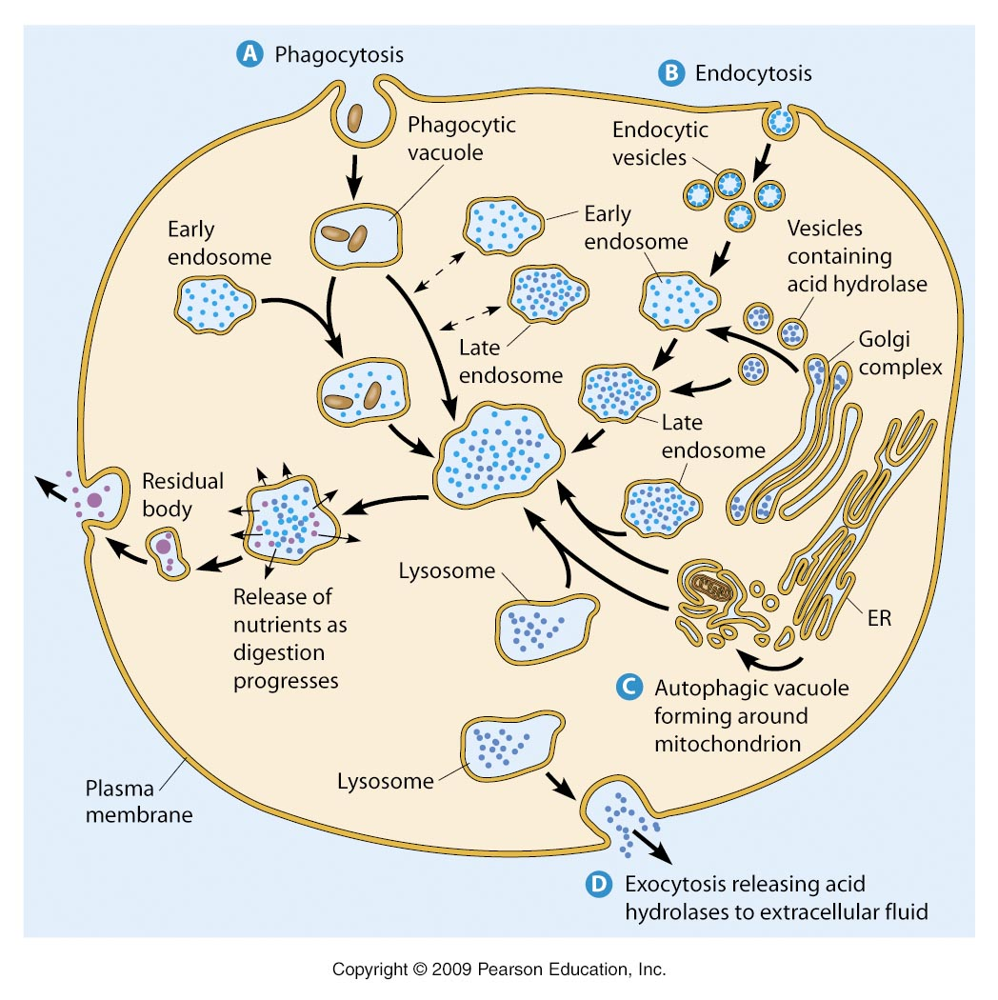 A Phagocytosis
B Endocytosis
Phagocytic
vacuole
Endocytic
vesicles
Early
endosome
Early
endosome
Vesicles
containing
acid hydrolase
Late
endosome
Golgi
complex
Late
endosome
Residual
body
Lysosome
Release of
nutrients as
digestion
progresses
ER
C Autophagic vacuole
forming around
mitochondrion
Lysosome
Plasma
membrane
D Exocytosis releasing acid
hydrolases to extracellular fluid
Copyright © 2009 Pearson Education, Inc.